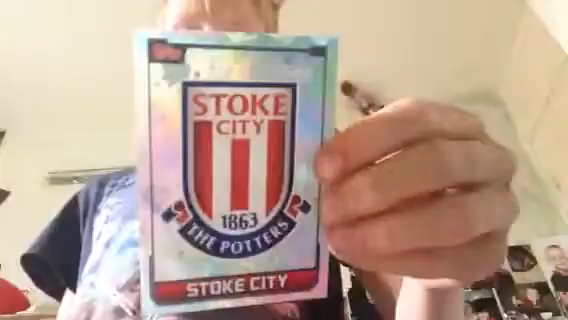 STOKE
CITY
1863
THE POTTERS
STOKE CITY